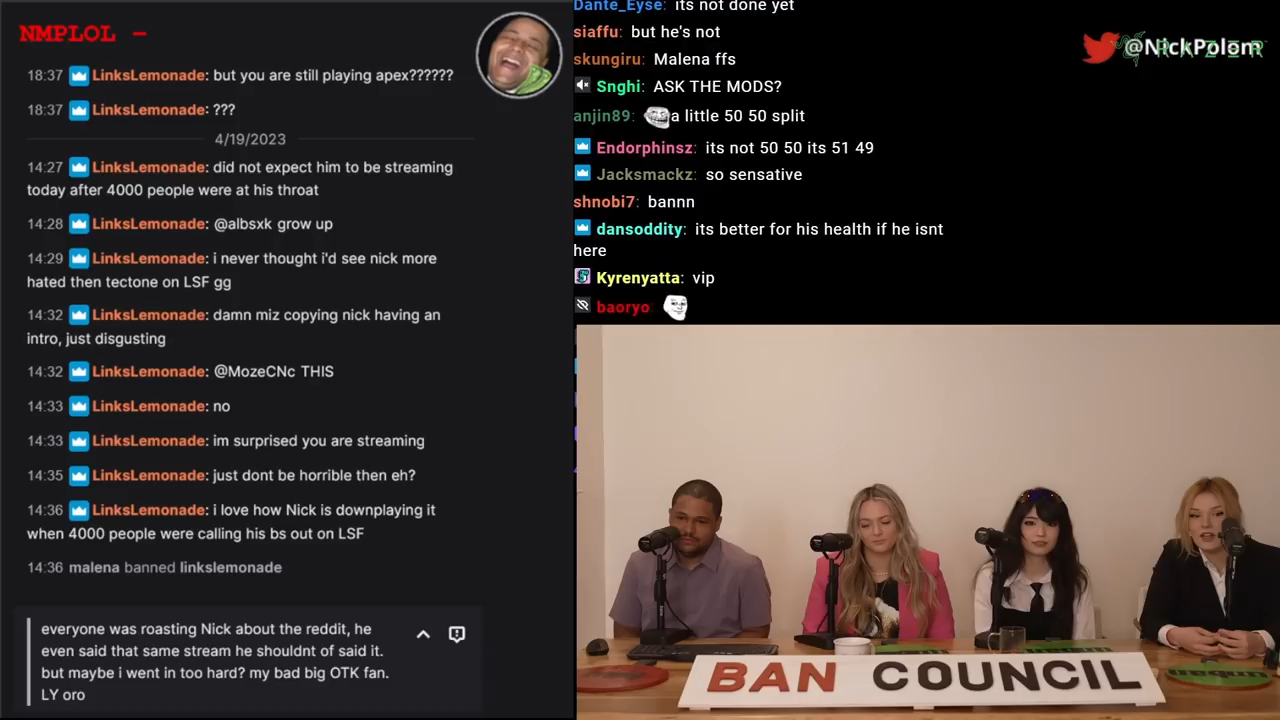 NMPLOL -
18:37 LinksLemonade: but you are still playing apex??????
18:37 LinksLemonade: ???
4/19/2023
14:27 LinksLemonade: did not expect him to be streaming
today after 4000 people were at his throat
14:28 LinksLemonade: @albsxk grow up
14:29 LinksLemonade: i never thought i'd see nick more
hated then tectone on LSF gg
14:32 LinksLemonade: damn miz copying nick having an
intro, just disgusting
14:32 LinksLemonade: @MozeCNc THIS
14:33 LinksLemonade: no
14:33 LinksLemonade: im surprised you are streaming
14:35 LinksLemonade: just dont be horrible then eh?
14:36 LinksLemonade: i love how Nick is downplaying it
when 4000 people were calling his bs out on LSF
14:36 malena banned linkslemonade
everyone was roasting Nick about the reddit, he
even said that same stream he shouldnt of said it.
but maybe i went in too hard? my bad big OTK fan.
LY oro
Dante_Eyse: its not done yet
siaffu: but he's not
skungiru: Malena ffs
Snghi: ASK THE MODS?
anjin89: a little 50 50 split
Endorphinsz: its not 50 50 its 51 49
Jacksmackz: so sensative
shnobi7: bannn
dansoddity: its better for his health if he isnt
here
Kyrenyatta: vip
baoryo:
@NickPolom
BAN COUNCIL